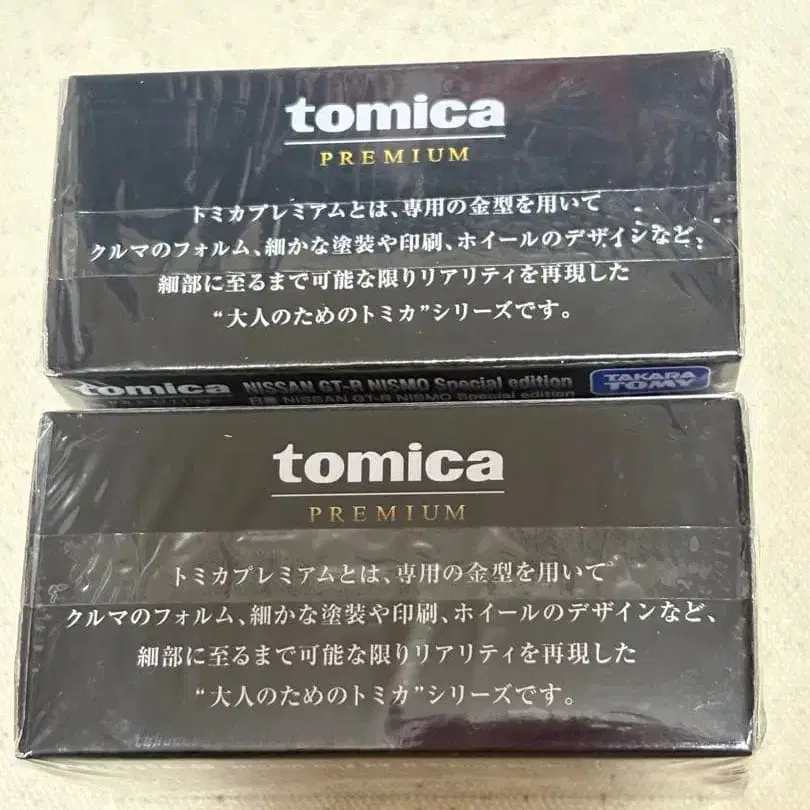 tomica
PREMIUM
トミカプレミアムとは、専用の金型を用いて
クルマのフォルム、細かな塗装や印刷、ホイールのデザインなど、
細部に至るまで可能な限りリアリティを再現した
“大人のためのトミカ”シリーズです。
tomica NISSAN GT-R NISMO Special edition
日産 NISSAN GT-R NISMO Special edition
TAKARA
TOMY
tomica
PREMIUM
トミカプレミアムとは、専用の金型を用いて
クルマのフォルム、細かな塗装や印刷、ホイールのデザインなど、
細部に至るまで可能な限りリアリティを再現した
“大人のためのトミカ”シリーズです。